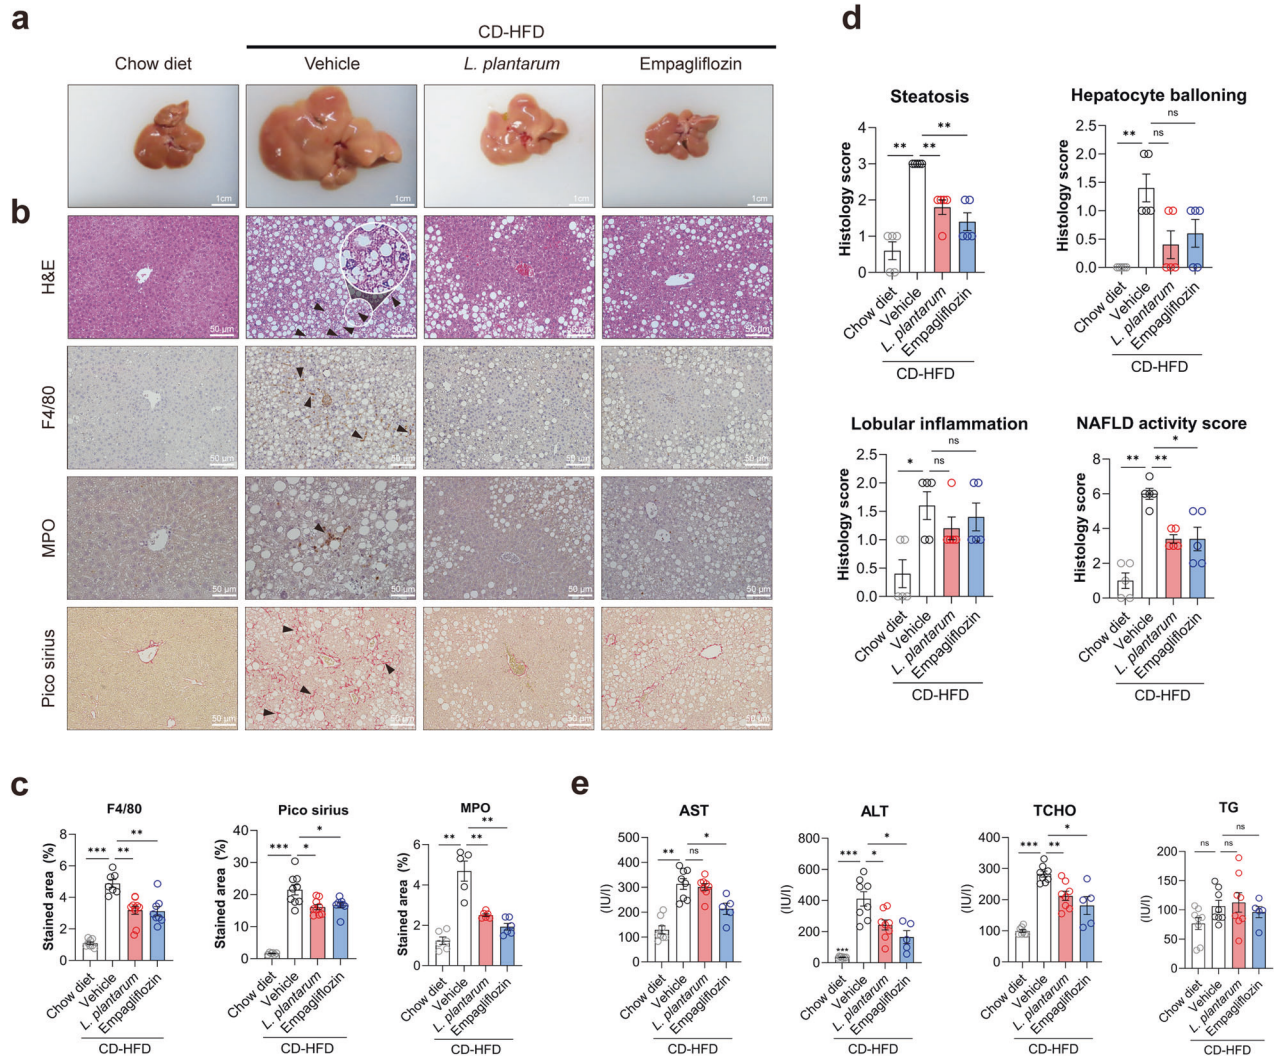 a
CD-HFD
Chow diet
Vehicle
L. plantarum
Empagliflozin
1cm
1cm
1cm
1cm
b
H&E
50 µm
50 µm
50 µm
50 µm
F4/80
50 µm
50 µm
50 µm
50 µm
MPO
50 µm
50 µm
50 µm
50 µm
Pico sirius
50 µm
50 µm
50 µm
50 µm
c
F4/80
Stained area (%)
8
6
4
2
0
***
**
**
Chow diet
Vehicle
L. plantarum
Empagliflozin
CD-HFD
Pico sirius
Stained area (%)
40
30
20
10
0
***
*
*
Chow diet
Vehicle
L. plantarum
Empagliflozin
CD-HFD
MPO
Stained area (%)
6
4
2
0
**
**
**
Chow diet
Vehicle
L. plantarum
Empagliflozin
CD-HFD
d
Steatosis
Histology score
4
3
2
1
0
**
**
**
Chow diet
Vehicle
L. plantarum
Empagliflozin
CD-HFD
Hepatocyte balloning
Histology score
2.5
2.0
1.5
1.0
0.5
0.0
**
ns
ns
Chow diet
Vehicle
L. plantarum
Empagliflozin
CD-HFD
Lobular inflammation
Histology score
2.5
2.0
1.5
1.0
0.5
0.0
*
ns
ns
Chow diet
Vehicle
L. plantarum
Empagliflozin
CD-HFD
NAFLD activity score
Histology score
8
6
4
2
0
**
**
*
Chow diet
Vehicle
L. plantarum
Empagliflozin
CD-HFD
e
AST
(IU/l)
500
400
300
200
100
0
**
ns
*
Chow diet
Vehicle
L. plantarum
Empagliflozin
CD-HFD
ALT
(IU/l)
800
600
400
200
0
***
***
*
*
Chow diet
Vehicle
L. plantarum
Empagliflozin
CD-HFD
TCHO
(IU/l)
400
300
200
100
0
***
**
*
Chow diet
Vehicle
L. plantarum
Empagliflozin
CD-HFD
TG
(IU/l)
200
150
100
50
0
ns
ns
ns
Chow diet
Vehicle
L. plantarum
Empagliflozin
CD-HFD